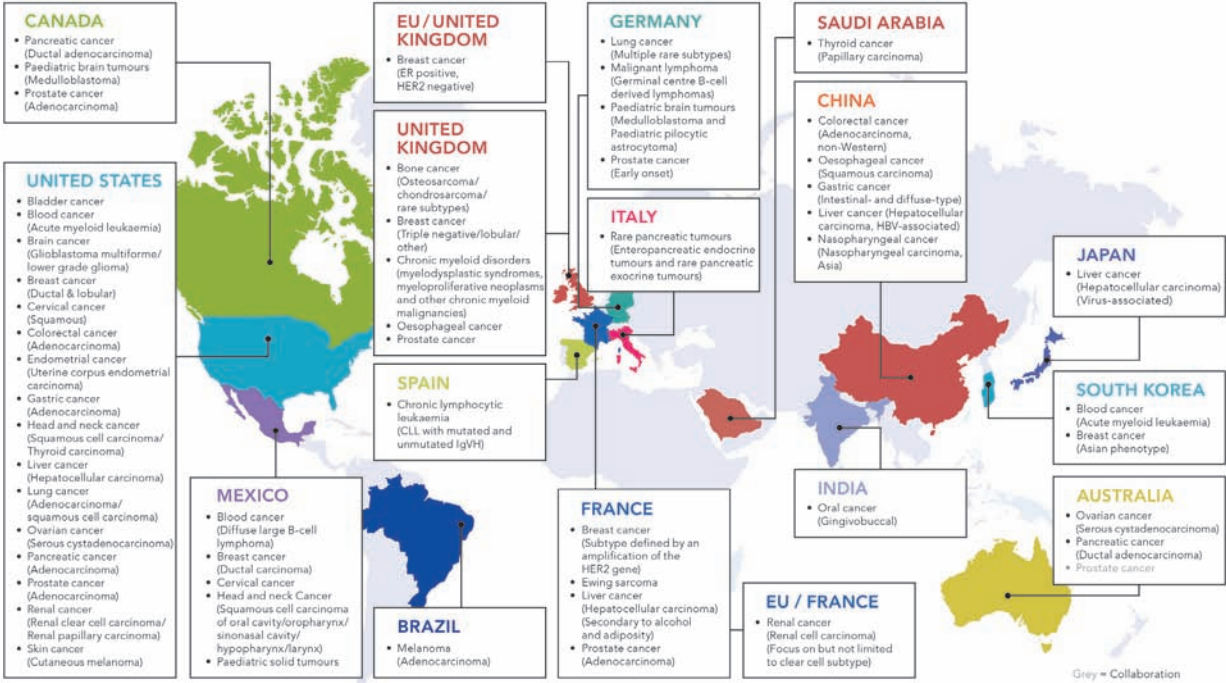 CANADA
• Pancreatic cancer
(Ductal adenocarcinoma)
• Paediatric brain tumours
(Medulloblastoma)
• Prostate cancer
(Adenocarcinoma)
UNITED STATES
• Bladder cancer
• Blood cancer
(Acute myeloid leukaemia)
• Brain cancer
(Glioblastoma multiforme/
lower grade glioma)
• Breast cancer
(Ductal & lobular)
• Cervical cancer
(Squamous)
• Colorectal cancer
(Adenocarcinoma)
• Endometrial cancer
(Uterine corpus endometrial
carcinoma)
• Gastric cancer
(Adenocarcinoma)
• Head and neck cancer
(Squamous cell carcinoma/
Thyroid carcinoma)
• Liver cancer
(Hepatocellular carcinoma)
• Lung cancer
(Adenocarcinoma/
squamous cell carcinoma)
• Ovarian cancer
(Serous cystadenocarcinoma)
• Pancreatic cancer
(Adenocarcinoma)
• Prostate cancer
(Adenocarcinoma)
• Renal cancer
(Renal clear cell carcinoma/
Renal papillary carcinoma)
• Skin cancer
(Cutaneous melanoma)
MEXICO
• Blood cancer
(Diffuse large B-cell
lymphoma)
• Breast cancer
(Ductal carcinoma)
• Cervical cancer
• Head and neck Cancer
(Squamous cell carcinoma
of oral cavity/oropharynx/
sinonasal cavity/
hypopharynx/larynx)
• Paediatric solid tumours
EU / UNITED
KINGDOM
• Breast cancer
(ER positive,
HER2 negative)
UNITED
KINGDOM
• Bone cancer
(Osteosarcoma/
chondrosarcoma/
rare subtypes)
• Breast cancer
(Triple negative/lobular/
other)
• Chronic myeloid disorders
(myelodysplastic syndromes,
myeloproliferative neoplasms
and other chronic myeloid
malignancies)
• Oesophageal cancer
• Prostate cancer
SPAIN
• Chronic lymphocytic
leukaemia
(CLL with mutated and
unmutated IgVH)
BRAZIL
• Melanoma
(Adenocarcinoma)
GERMANY
• Lung cancer
(Multiple rare subtypes)
• Malignant lymphoma
(Germinal centre B-cell
derived lymphomas)
• Paediatric brain tumours
(Medulloblastoma and
Paediatric pilocytic
astrocytoma)
• Prostate cancer
(Early onset)
ITALY
• Rare pancreatic tumours
(Enteropancreatic endocrine
tumours and rare pancreatic
exocrine tumours)
FRANCE
• Breast cancer
(Subtype defined by an
amplification of the
HER2 gene)
• Ewing sarcoma
• Liver cancer
(Hepatocellular carcinoma)
(Secondary to alcohol
and adiposity)
• Prostate cancer
(Adenocarcinoma)
EU / FRANCE
• Renal cancer
(Renal cell carcinoma)
(Focus on but not limited
to clear cell subtype)
SAUDI ARABIA
• Thyroid cancer
(Papillary carcinoma)
CHINA
• Colorectal cancer
(Adenocarcinoma,
non-Western)
• Oesophageal cancer
(Squamous carcinoma)
• Gastric cancer
(Intestinal- and diffuse-type)
• Liver cancer (Hepatocellular
carcinoma, HBV-associated)
• Nasopharyngeal cancer
(Nasopharyngeal carcinoma,
Asia)
INDIA
• Oral cancer
(Gingivobuccal)
JAPAN
• Liver cancer
(Hepatocellular carcinoma)
(Virus-associated)
SOUTH KOREA
• Blood cancer
(Acute myeloid leukaemia)
• Breast cancer
(Asian phenotype)
AUSTRALIA
• Ovarian cancer
(Serous cystadenocarcinoma)
• Pancreatic cancer
(Ductal adenocarcinoma)
• Prostate cancer
Grey = Collaboration